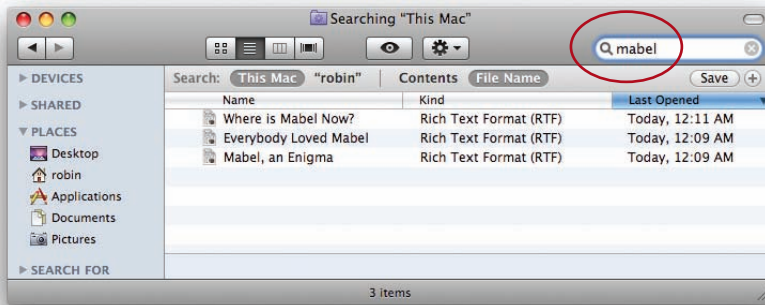 Searching "This Mac"
mabel
DEVICES
Search: This Mac "robin" Contents File Name Save
SHARED
Name Kind Last Opened
Where is Mabel Now? Rich Text Format (RTF) Today, 12:11 AM
PLACES
Everybody Loved Mabel Rich Text Format (RTF) Today, 12:09 AM
Desktop
Mabel, an Enigma Rich Text Format (RTF) Today, 12:09 AM
robin
Applications
Documents
Pictures
SEARCH FOR
3 items